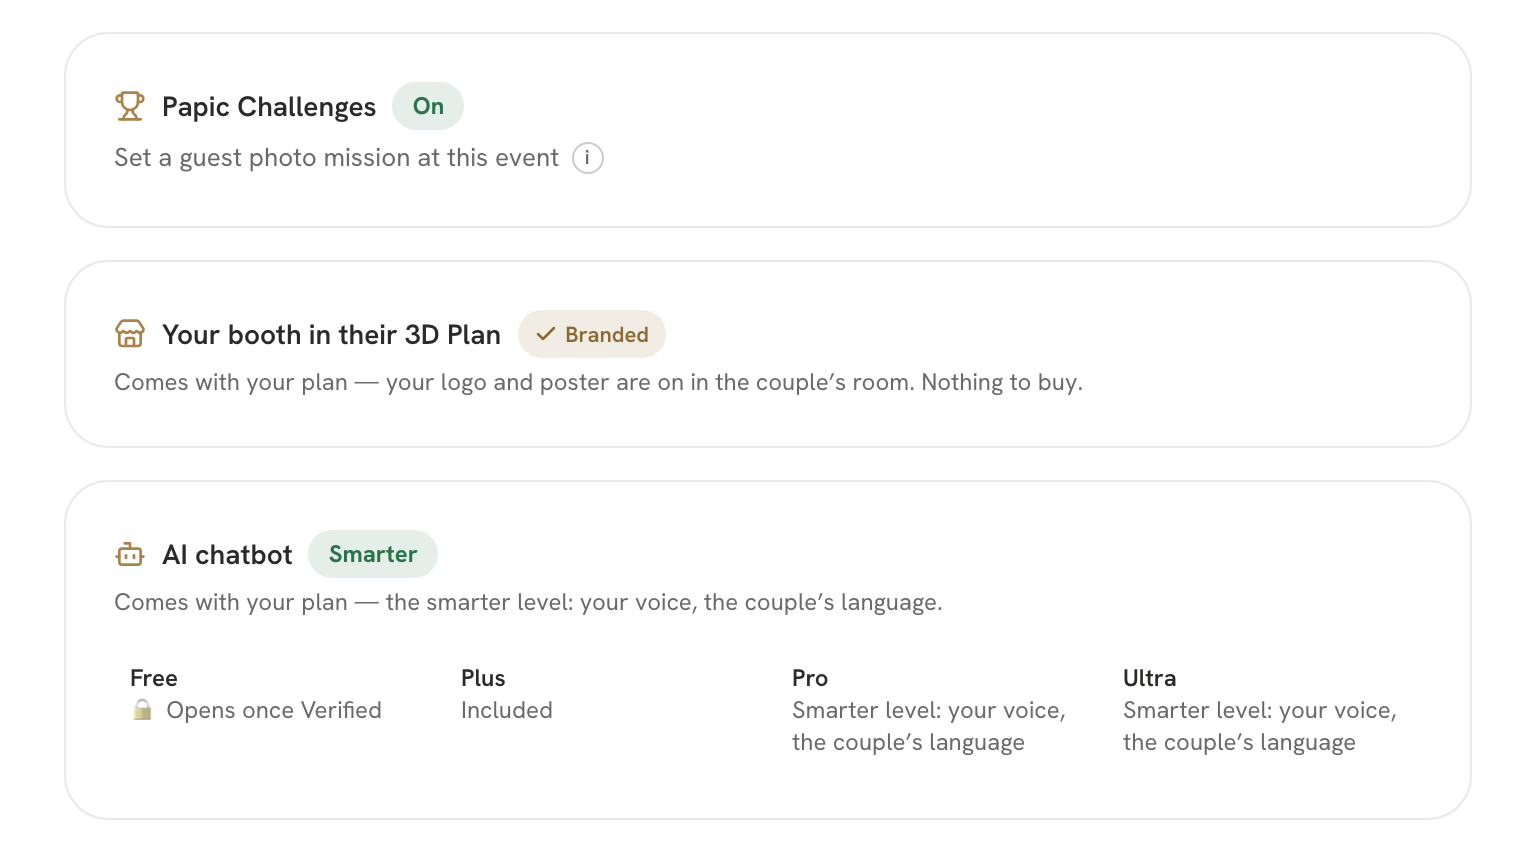 Papic Challenges On
Set a guest photo mission at this event i
Your booth in their 3D Plan Branded
Comes with your plan — your logo and poster are on in the couple’s room. Nothing to buy.
AI chatbot Smarter
Comes with your plan — the smarter level: your voice, the couple’s language.
Free
🔒 Opens once Verified
Plus
Included
Pro
Smarter level: your voice,
the couple’s language
Ultra
Smarter level: your voice,
the couple’s language